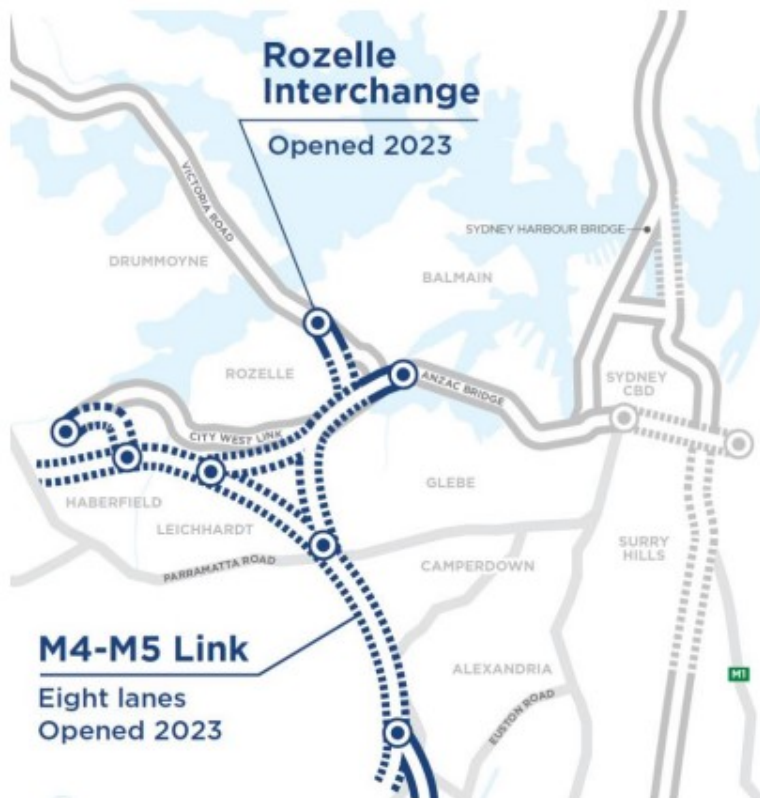 Rozelle
Interchange
Opened 2023
VICTORIA ROAD
SYDNEY HARBOUR BRIDGE
DRUMMOYNE
BALMAIN
ROZELLE
ANZAC BRIDGE
SYDNEY
CBD
CITY WEST LINK
GLEBE
HABERFIELD
LEICHHARDT
SURRY
HILLS
PARRAMATTA ROAD
CAMPERDOWN
M4-M5 Link
Eight lanes
Opened 2023
ALEXANDRIA
M1
EUSTON ROAD